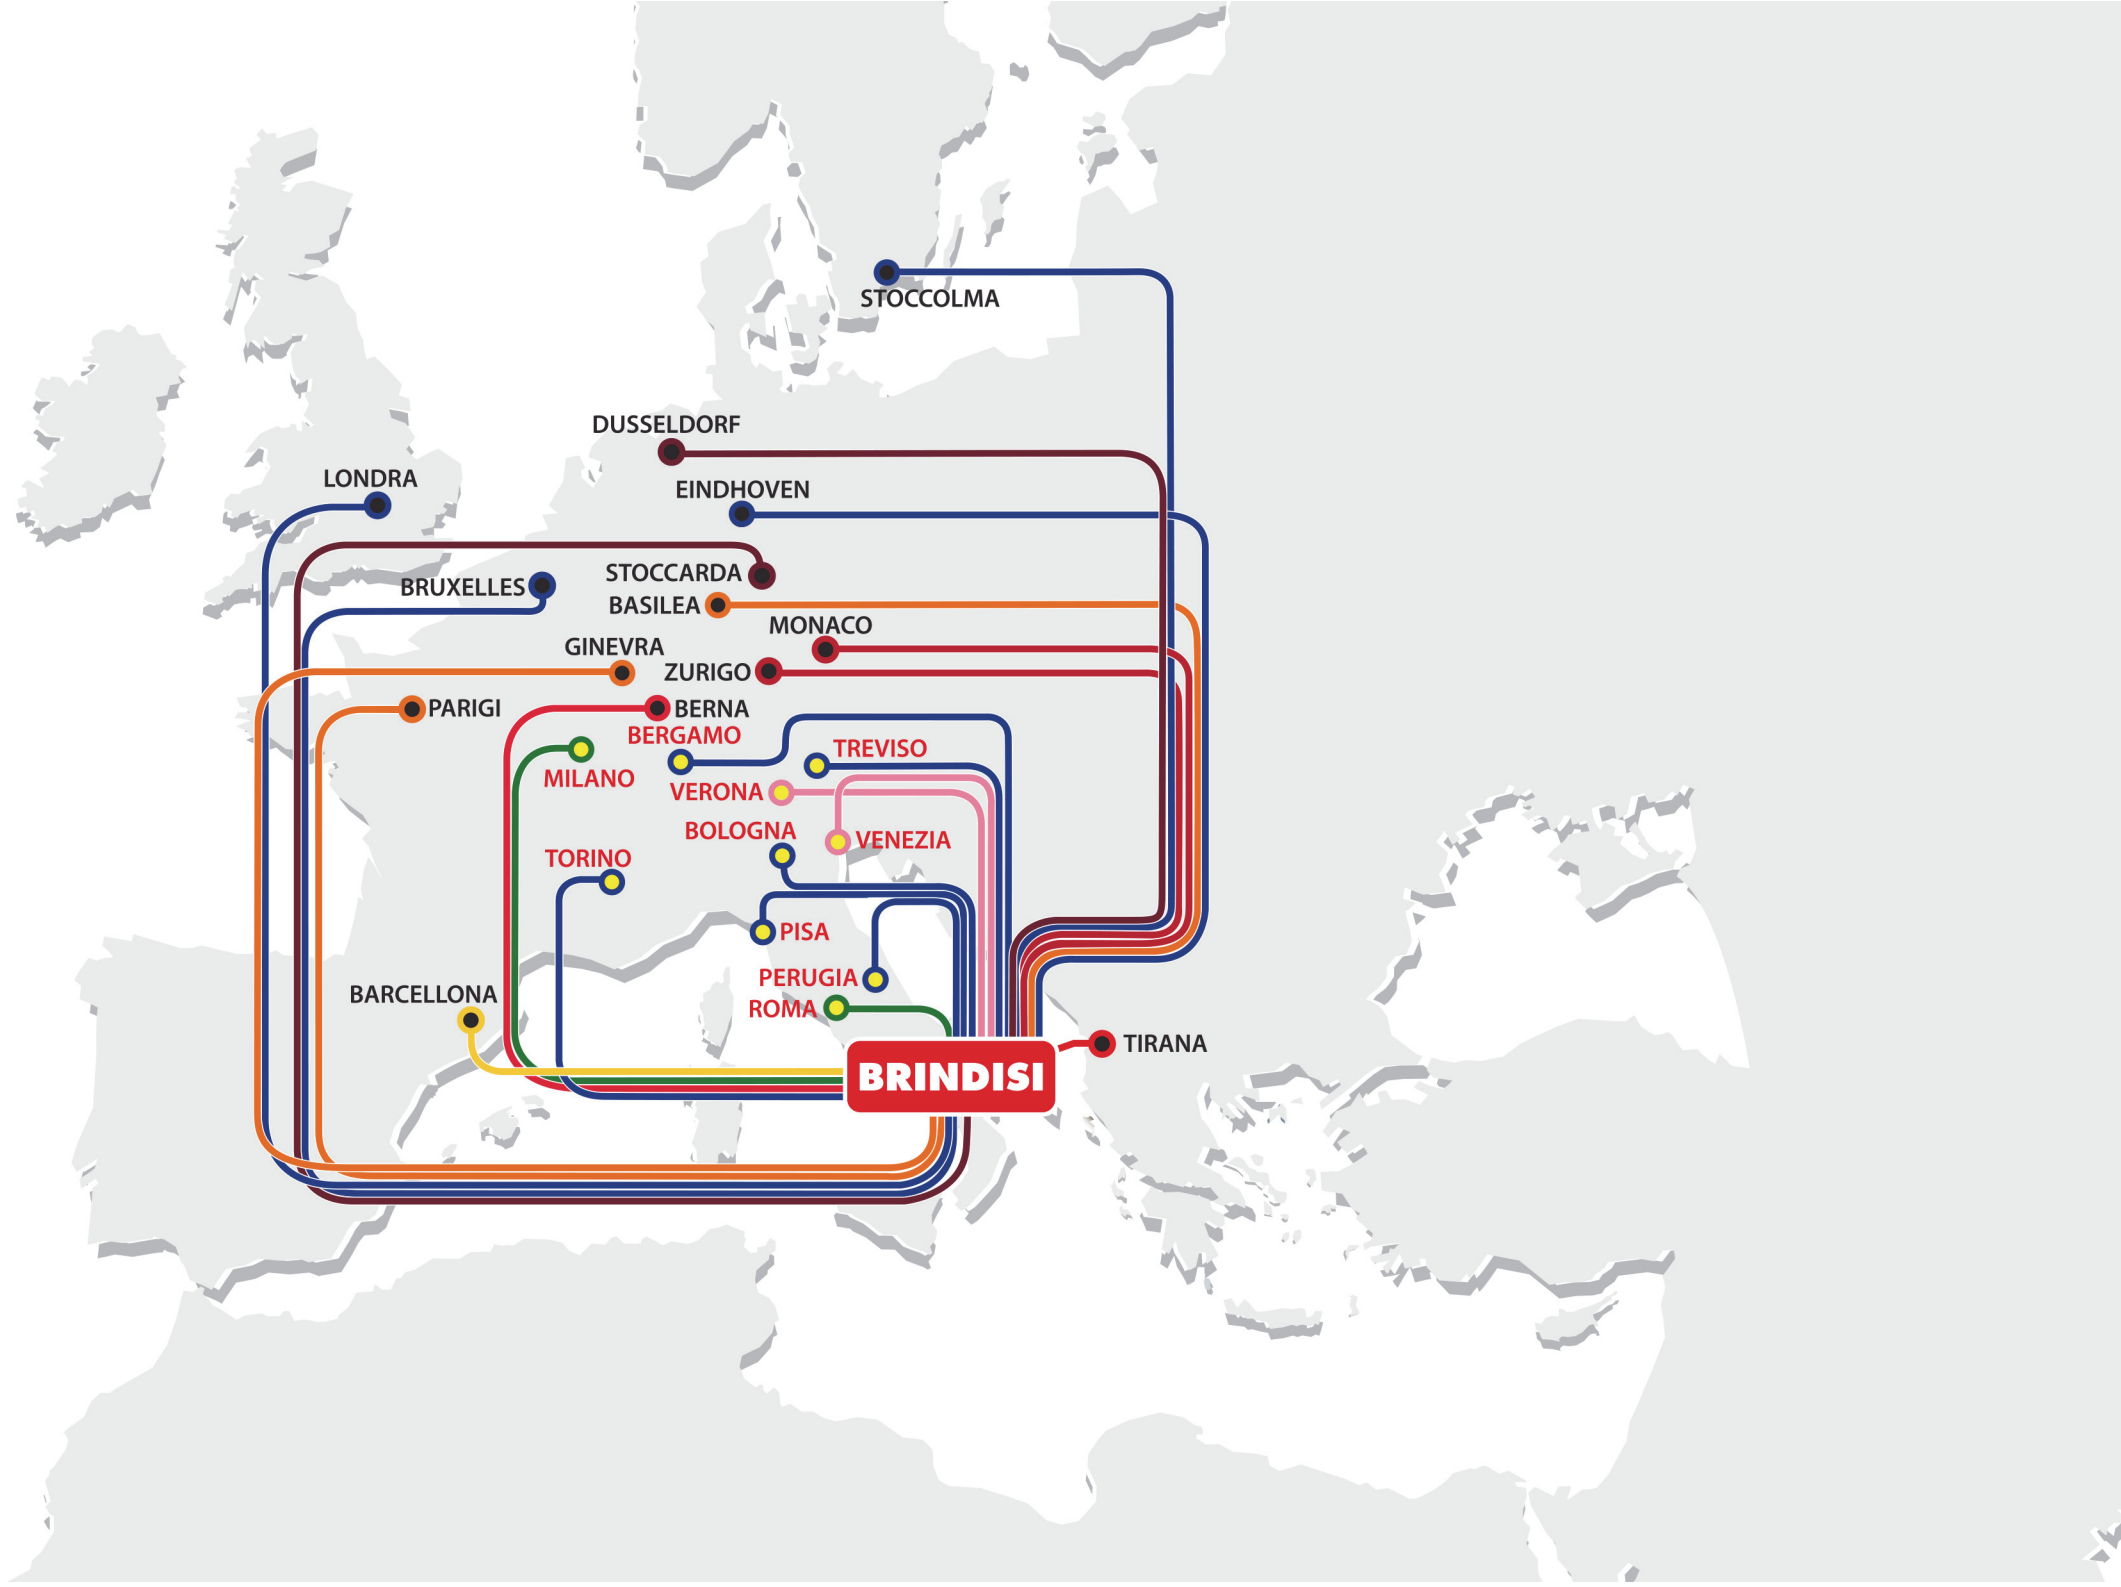 STOCCOLMA
DUSSELDORF
LONDRA
EINDHOVEN
STOCCARDA
BRUXELLES
BASILEA
MONACO
GINEVRA
ZURIGO
PARIGI
BERNA
BERGAMO
TREVISO
MILANO
VERONA
BOLOGNA
VENEZIA
TORINO
PISA
PERUGIA
BARCELLONA
ROMA
TIRANA
BRINDISI